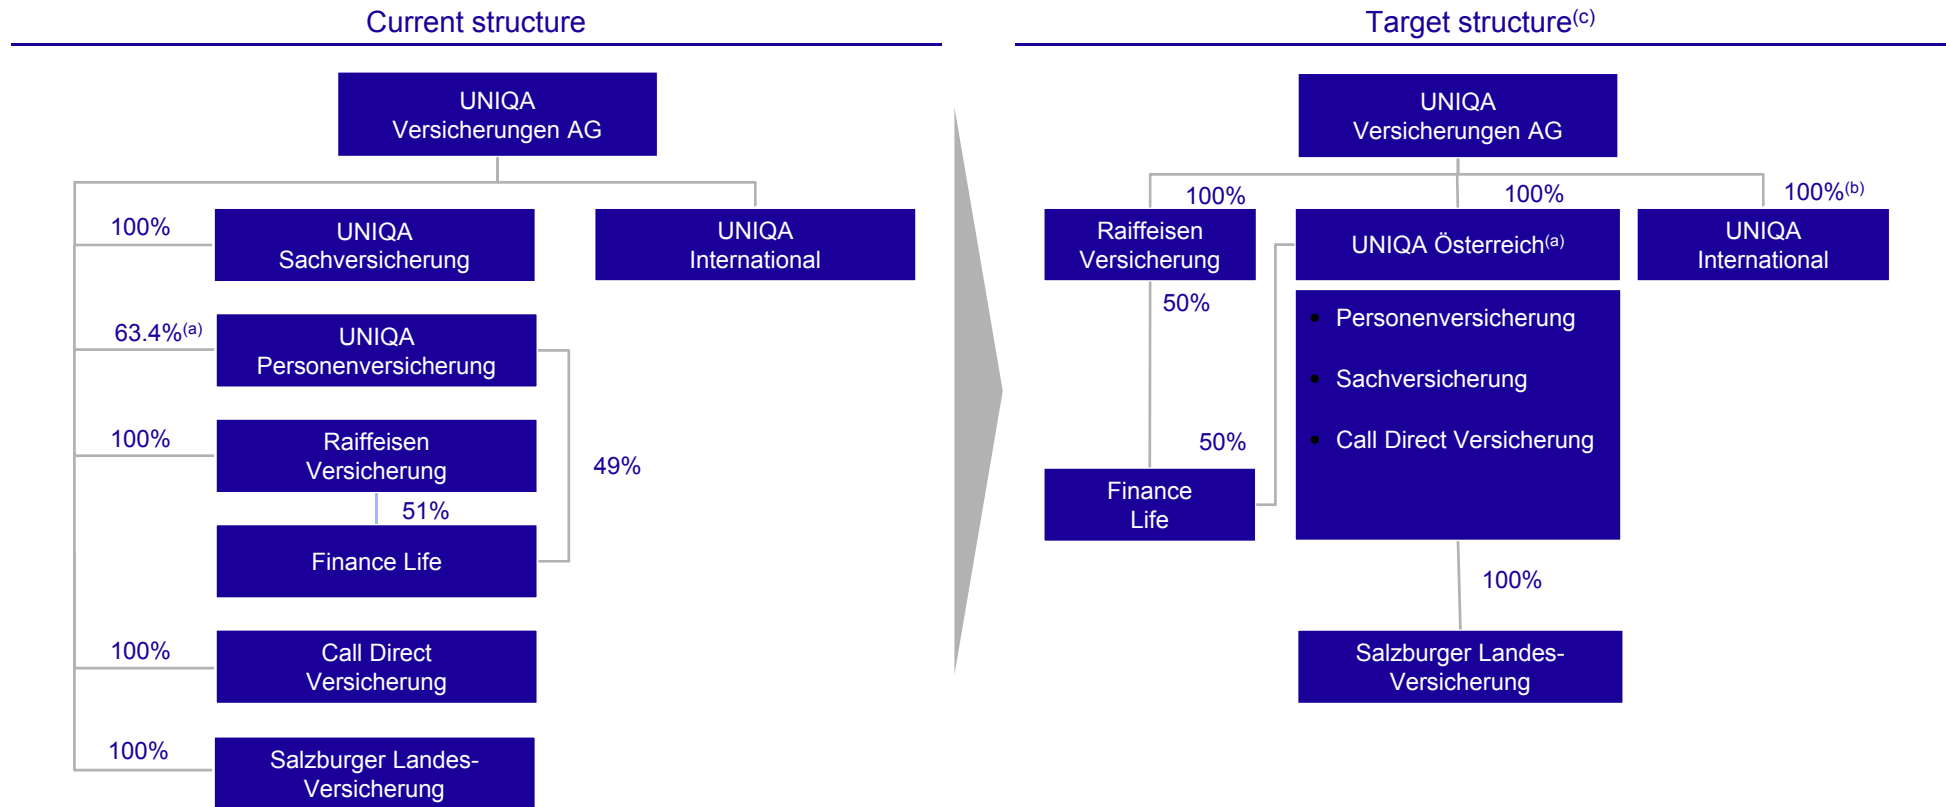 Current structure
UNIQA
Versicherungen AG
100%
UNIQA
Sachversicherung
UNIQA
International
63.4%(a)
UNIQA
Personenversicherung
100%
Raiffeisen
Versicherung
49%
51%
Finance Life
100%
Call Direct
Versicherung
100%
Salzburger Landes-
Versicherung
Target structure(c)
UNIQA
Versicherungen AG
100%
100%
100%(b)
Raiffeisen
Versicherung
UNIQA Österreich(a)
UNIQA
International
50%
• Personenversicherung
• Sachversicherung
• Call Direct Versicherung
50%
Finance
Life
100%
Salzburger Landes-
Versicherung